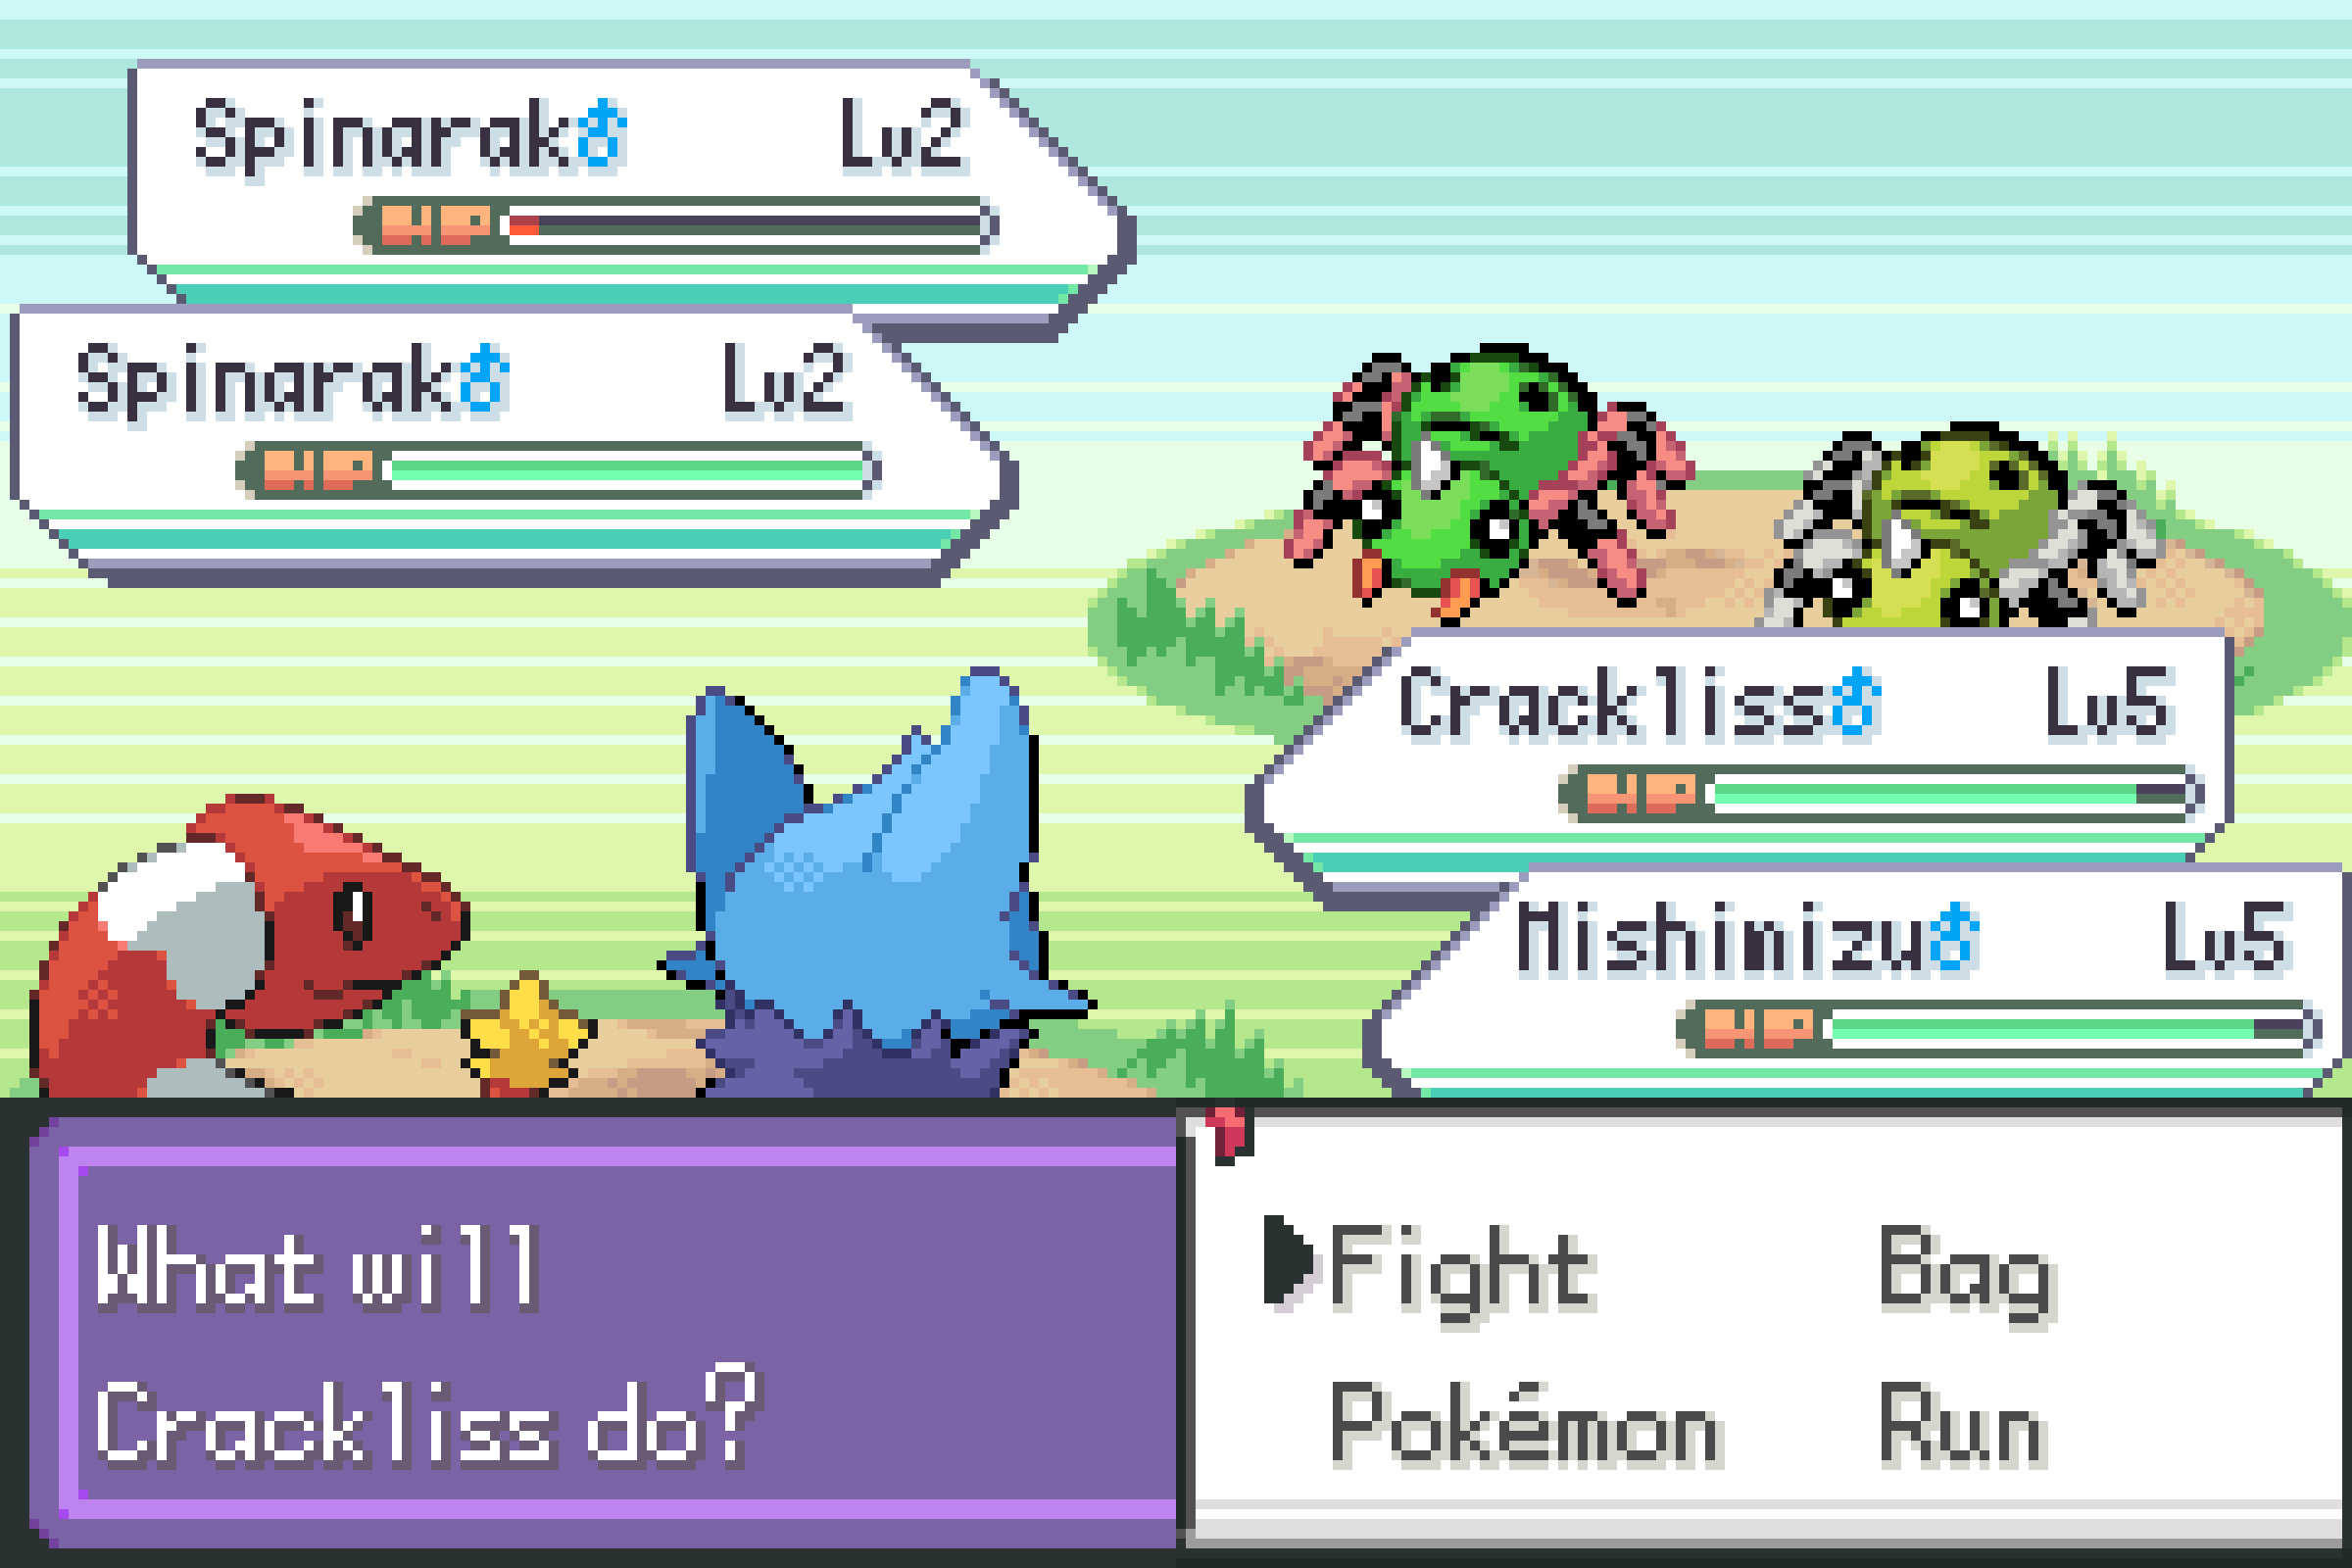 Spinarak♂ Lv2
HP
Spinarak♂ Lv2
HP
Crackliss♂ Lv5
HP
Nishimizu♂ Lv5
HP
What will
Crackliss do?
Fight Bag
Pokémon Run